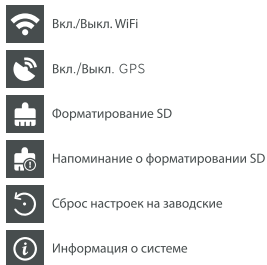 Вкл./Выкл. WiFi
Вкл./Выкл. GPS
Форматирование SD
Напоминание о форматировании SD
Сброс настроек на заводские
Информация о системе